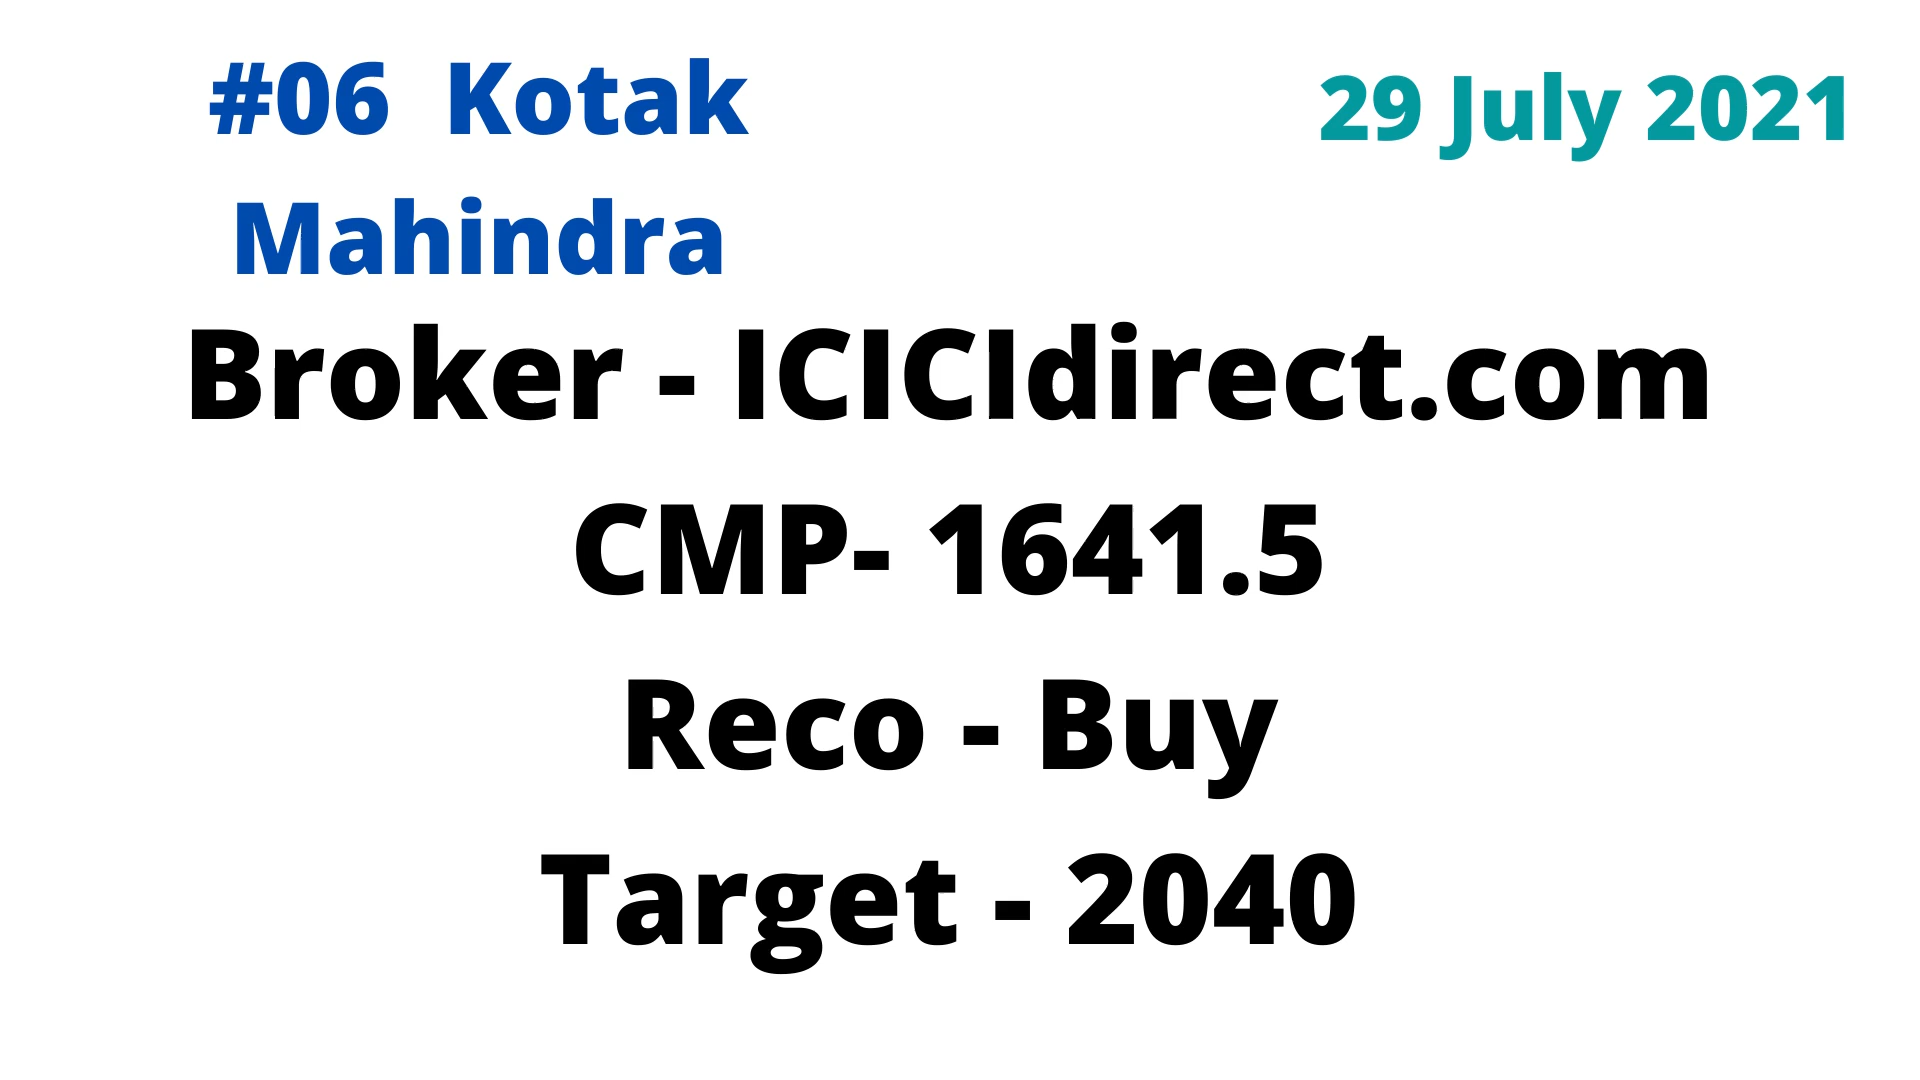 #06  Kotak
Mahindra
29 July 2021
Broker - ICICIdirect.com
CMP- 1641.5
Reco - Buy
Target - 2040